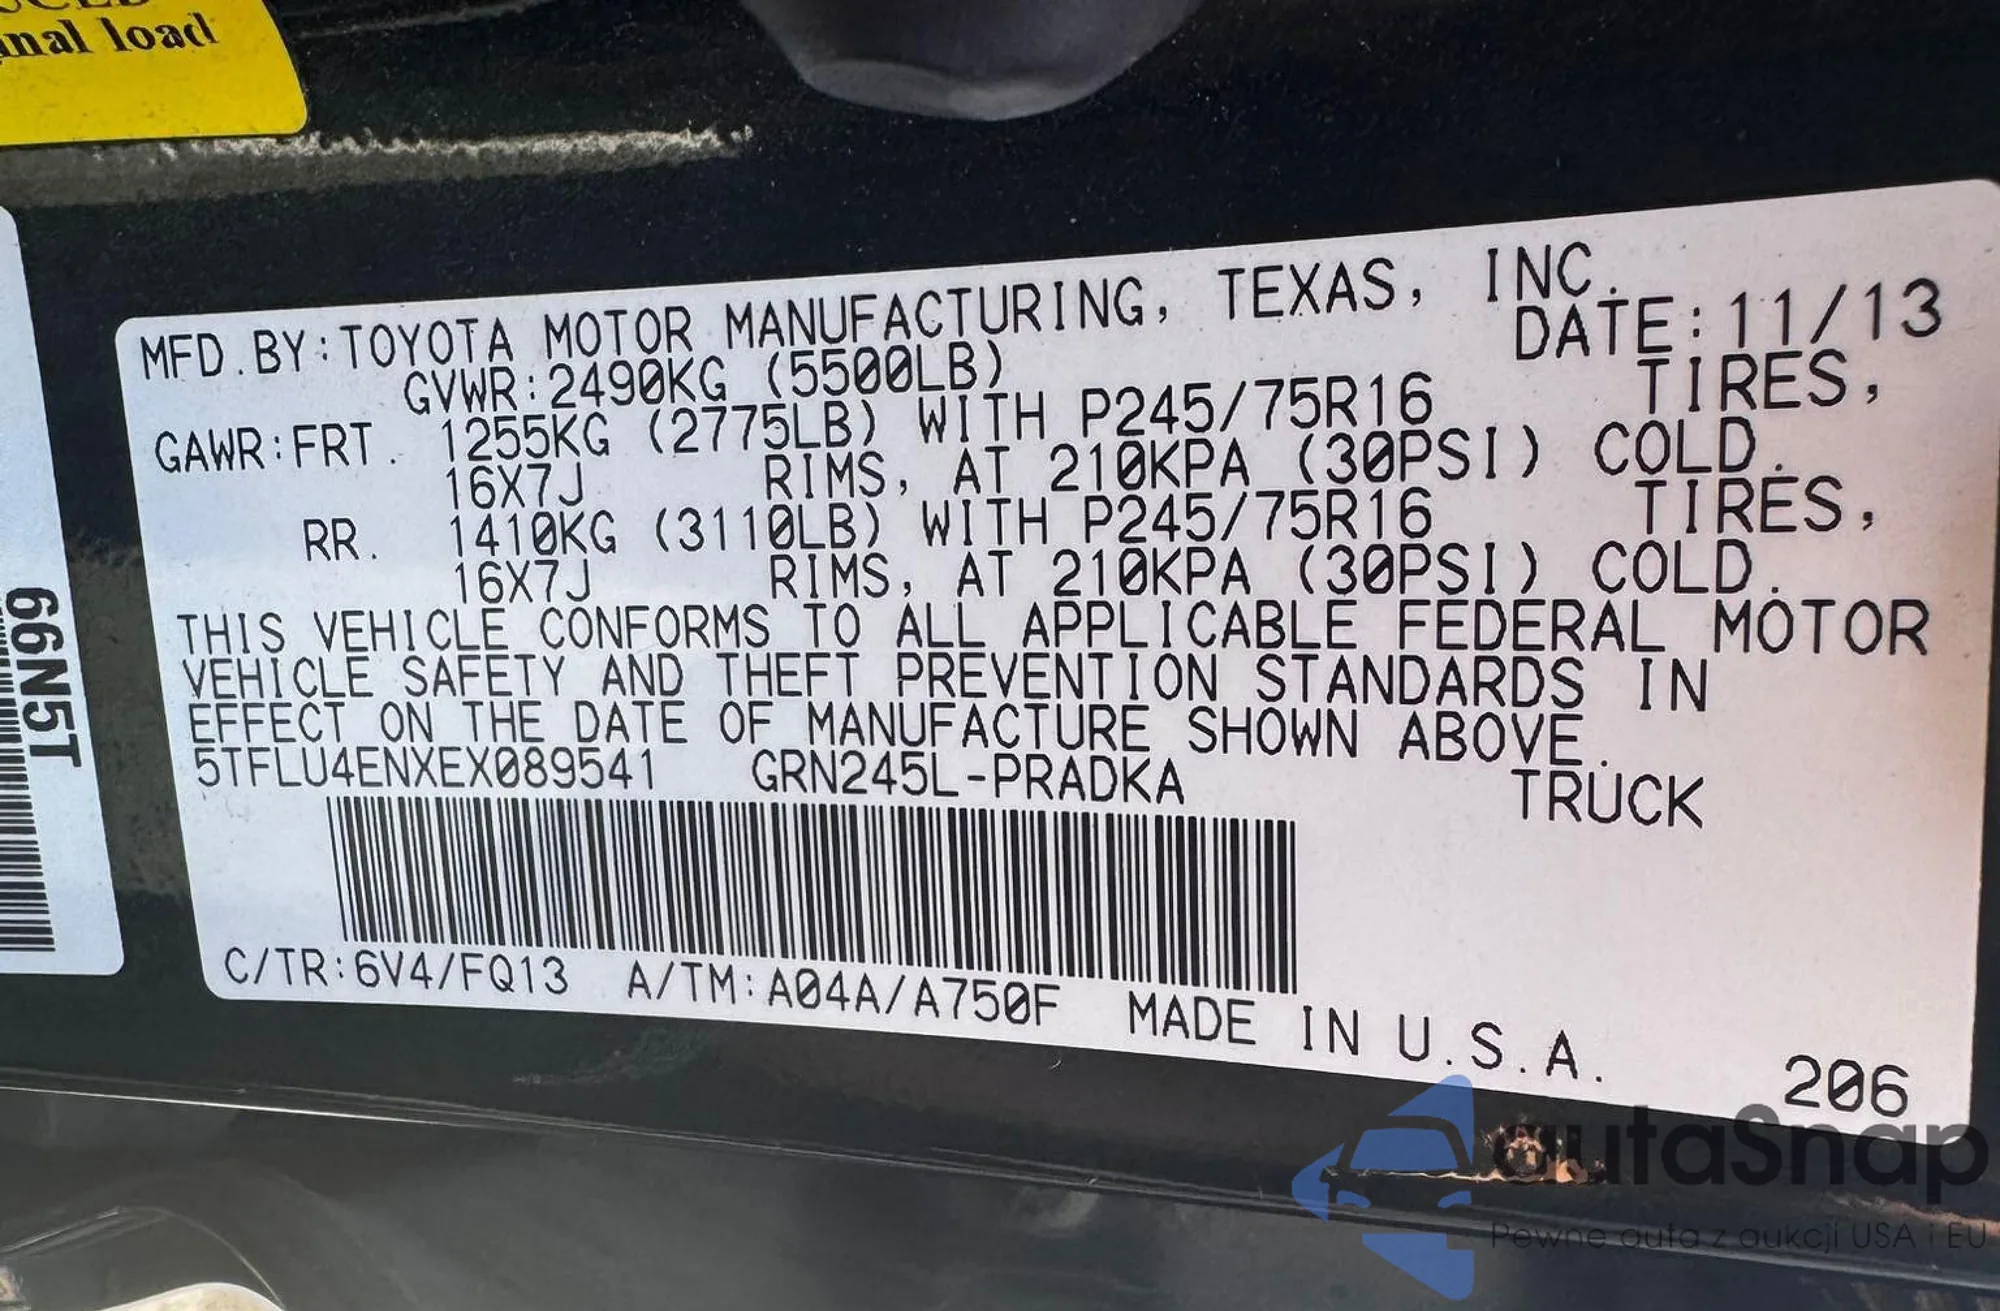 inal load
66N5T
MFD.BY:TOYOTA MOTOR MANUFACTURING, TEXAS, INC.
GVWR:2490KG (5500LB) DATE:11/13
GAWR:FRT. 1255KG (2775LB) WITH P245/75R16 TIRES,
16X7J RIMS, AT 210KPA (30PSI) COLD.
RR. 1410KG (3110LB) WITH P245/75R16 TIRES,
16X7J RIMS, AT 210KPA (30PSI) COLD.
THIS VEHICLE CONFORMS TO ALL APPLICABLE FEDERAL MOTOR
VEHICLE SAFETY AND THEFT PREVENTION STANDARDS IN
EFFECT ON THE DATE OF MANUFACTURE SHOWN ABOVE.
5TFLU4ENXEX089541 GRN245L-PRADKA TRUCK
C/TR:6V4/FQ13 A/TM:A04A/A750F MADE IN U.S.A.
206
autaSnap
Pewne auta z aukcji USA i EU